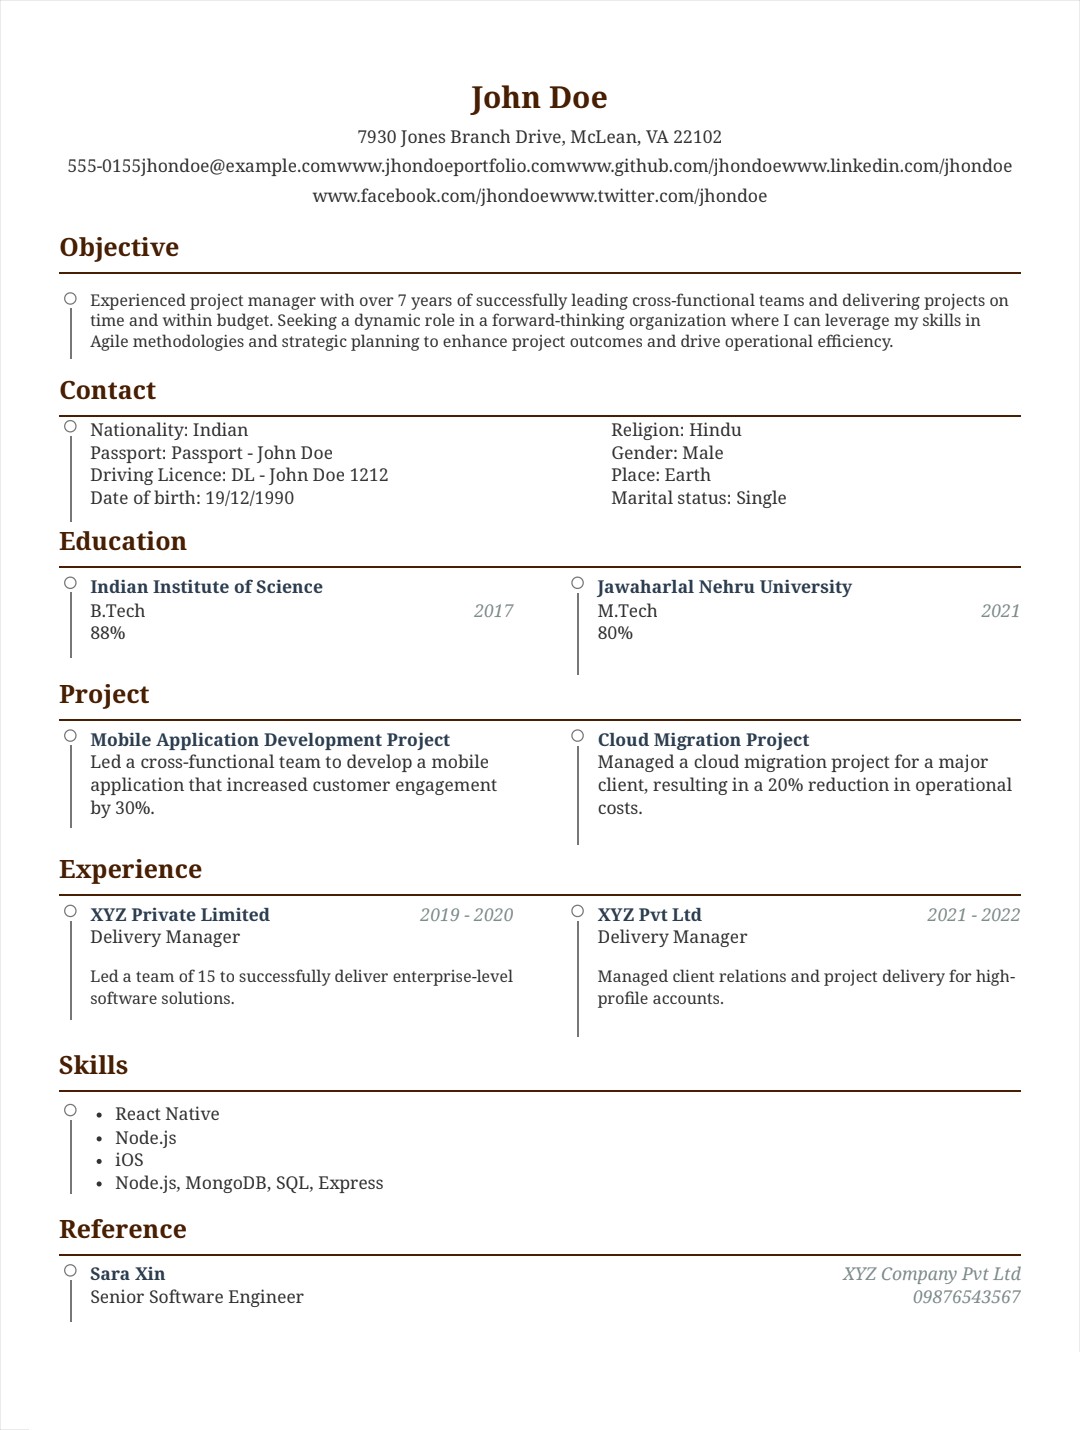 John Doe
7930 Jones Branch Drive, McLean, VA 22102
555-0155jhondoe@example.comwww.jhondoeportfolio.comwww.github.com/jhondoewww.linkedin.com/jhondoe
www.facebook.com/jhondoewww.twitter.com/jhondoe
Objective
Experienced project manager with over 7 years of successfully leading cross-functional teams and delivering projects on
time and within budget. Seeking a dynamic role in a forward-thinking organization where I can leverage my skills in
Agile methodologies and strategic planning to enhance project outcomes and drive operational efficiency.
Contact
Nationality: Indian
Passport: Passport - John Doe
Driving Licence: DL - John Doe 1212
Date of birth: 19/12/1990
Religion: Hindu
Gender: Male
Place: Earth
Marital status: Single
Education
Indian Institute of Science
B.Tech 2017
88%
Jawaharlal Nehru University
M.Tech 2021
80%
Project
Mobile Application Development Project
Led a cross-functional team to develop a mobile
application that increased customer engagement
by 30%.
Cloud Migration Project
Managed a cloud migration project for a major
client, resulting in a 20% reduction in operational
costs.
Experience
XYZ Private Limited 2019 - 2020
Delivery Manager
Led a team of 15 to successfully deliver enterprise-level
software solutions.
XYZ Pvt Ltd 2021 - 2022
Delivery Manager
Managed client relations and project delivery for high-
profile accounts.
Skills
• React Native
• Node.js
• iOS
• Node.js, MongoDB, SQL, Express
Reference
Sara Xin XYZ Company Pvt Ltd
Senior Software Engineer 09876543567